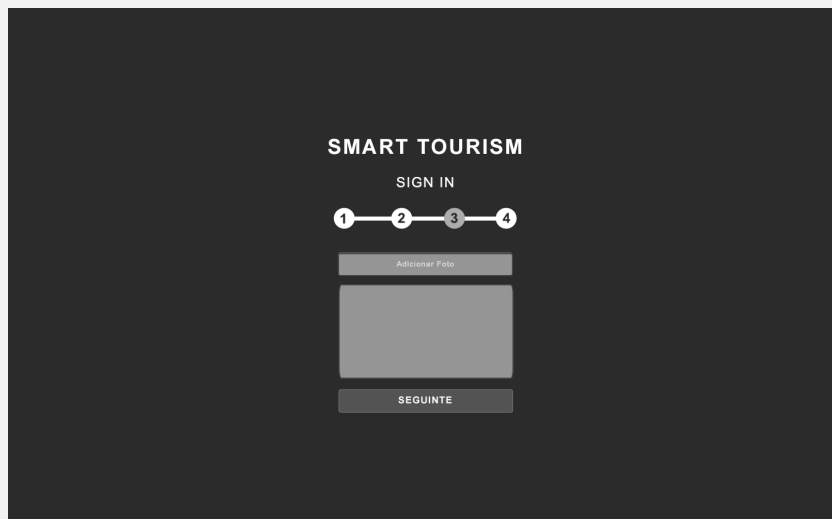 SMART TOURISM
SIGN IN
1 2 3 4
Adicionar Foto
SEGUINTE